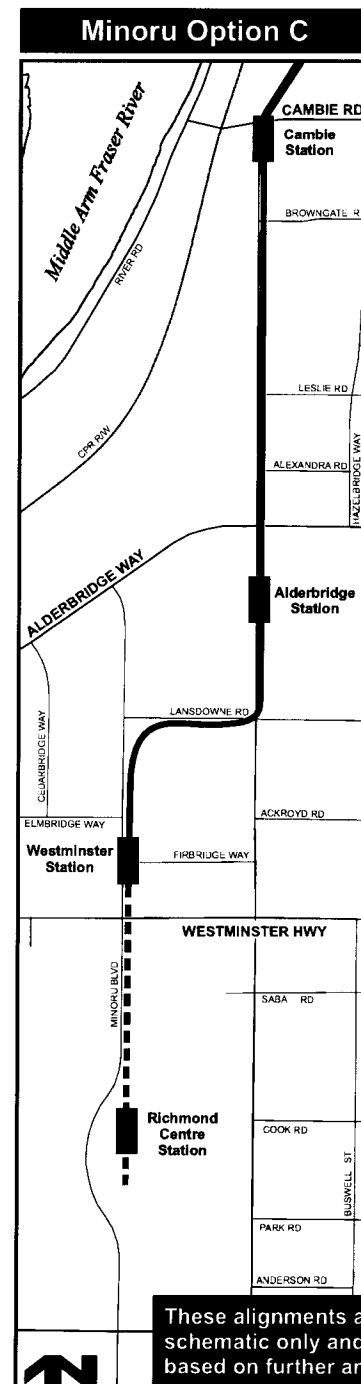 Minoru Option C
Middle Arm Fraser River
CAMBIE RD
Cambie
Station
RIVER RD
BROWNGATE R
CPR R/W
LESLIE RD
HAZELBRIDGE WAY
ALEXANDRA RD
ALDERBRIDGE WAY
Alderbridge
Station
CEDARBRIDGE WAY
LANSDOWNE RD
ELMBRIDGE WAY
ACKROYD RD
Westminster
Station
FIRBRIDGE WAY
WESTMINSTER HWY
MINORU BLVD
SABA RD
Richmond
Centre
Station
COOK RD
BUSWELL ST
PARK RD
ANDERSON RD
These alignments a
schematic only and
based on further an
N